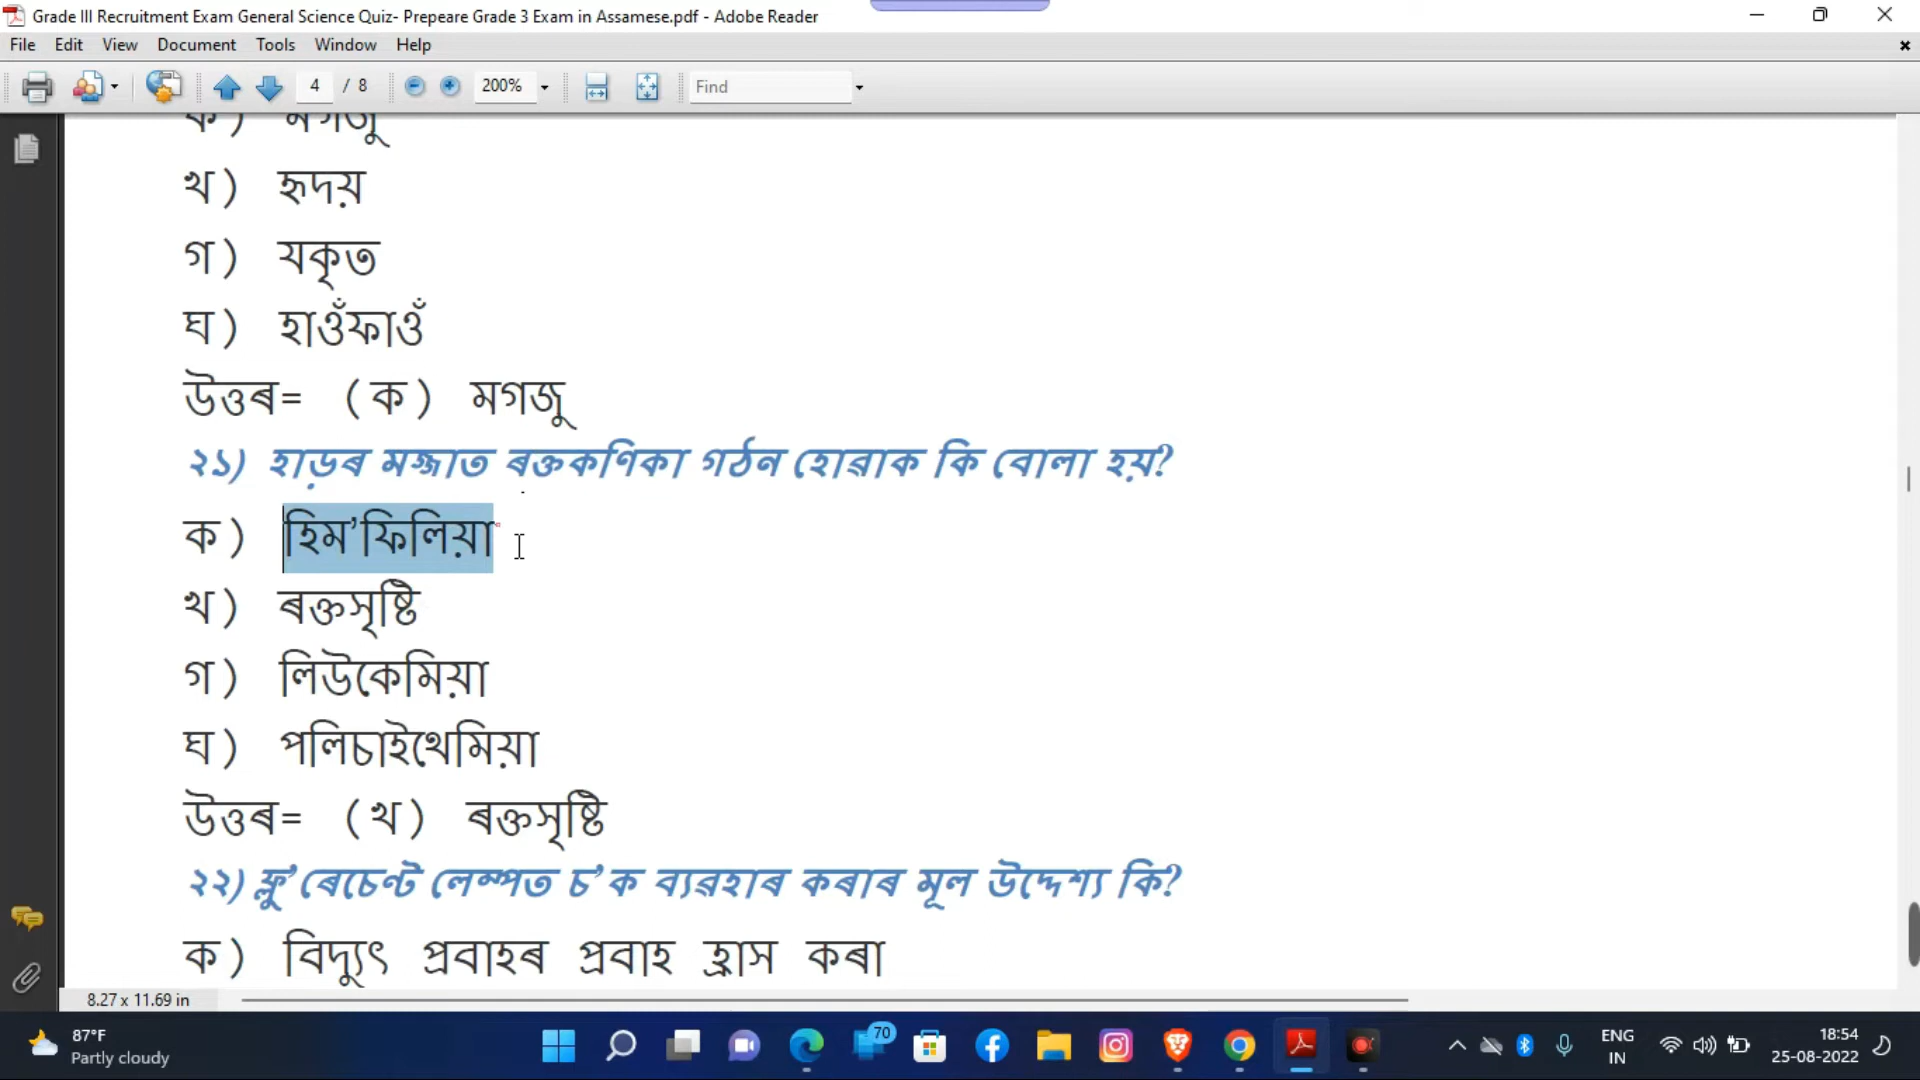 Grade III Recruitment Exam General Science Quiz- Prepeare Grade 3 Exam in Assamese.pdf - Adobe Reader
File Edit View Document Tools Window Help
4 / 8 200% Find
ক) মগজু
খ) হৃদয়
গ) যকৃত
ঘ) হাওঁফাওঁ
উত্তৰ= (ক) মগজু
২১) হাড়ৰ মজ্জাত ৰক্তকণিকা গঠন হোৱাক কি বোলা হয়?
ক) হিম’ফিলিয়া
খ) ৰক্তসৃষ্টি
গ) লিউকেমিয়া
ঘ) পলিচাইথেমিয়া
উত্তৰ= (খ) ৰক্তসৃষ্টি
২২) ফ্লু’ৰেচেণ্ট লেম্পত চ’ক ব্যৱহাৰ কৰাৰ মূল উদ্দেশ্য কি?
ক) বিদ্যুৎ প্ৰবাহৰ প্ৰবাহ হ্ৰাস কৰা
8.27 x 11.69 in
87°F
Partly cloudy
70
ENG
IN
18:54
25-08-2022